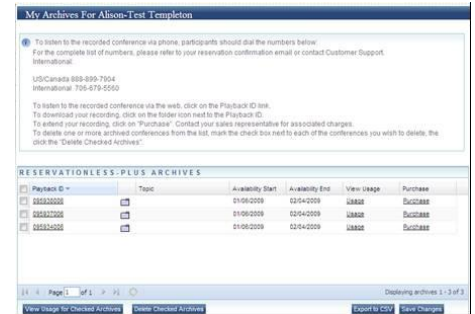 My Archives For Alison-Test Templeton
To listen to the recorded conference via phone, participants should dial the numbers below:
For the complete list of numbers, please refer to your reservation confirmation email or contact Customer Support.
International.
US/Canada 888-899-7904
International 706-679-5560
To listen to the recorded conference via the web, click on the Playback ID link.
To download your recording, click on the folder icon next to the Playback ID.
To extend your recording, click on "Purchase". Contact your sales representative for associated charges.
To delete one or more archived conferences from the list, mark the check box next to each of the conferences you wish to delete, the
click the "Delete Checked Archives".
RESERVATIONLESS-PLUS ARCHIVES
Playback ID Topic Availability Start Availability End View Usage Purchase
01/06/2009 02/04/2009 Usage Purchase
01/06/2009 02/04/2009 Usage Purchase
01/06/2009 02/04/2009 Usage Purchase
Page 1 of 1 Displaying archives 1 - 3 of 3
View Usage for Checked Archives Delete Checked Archives Export to CSV Save Changes